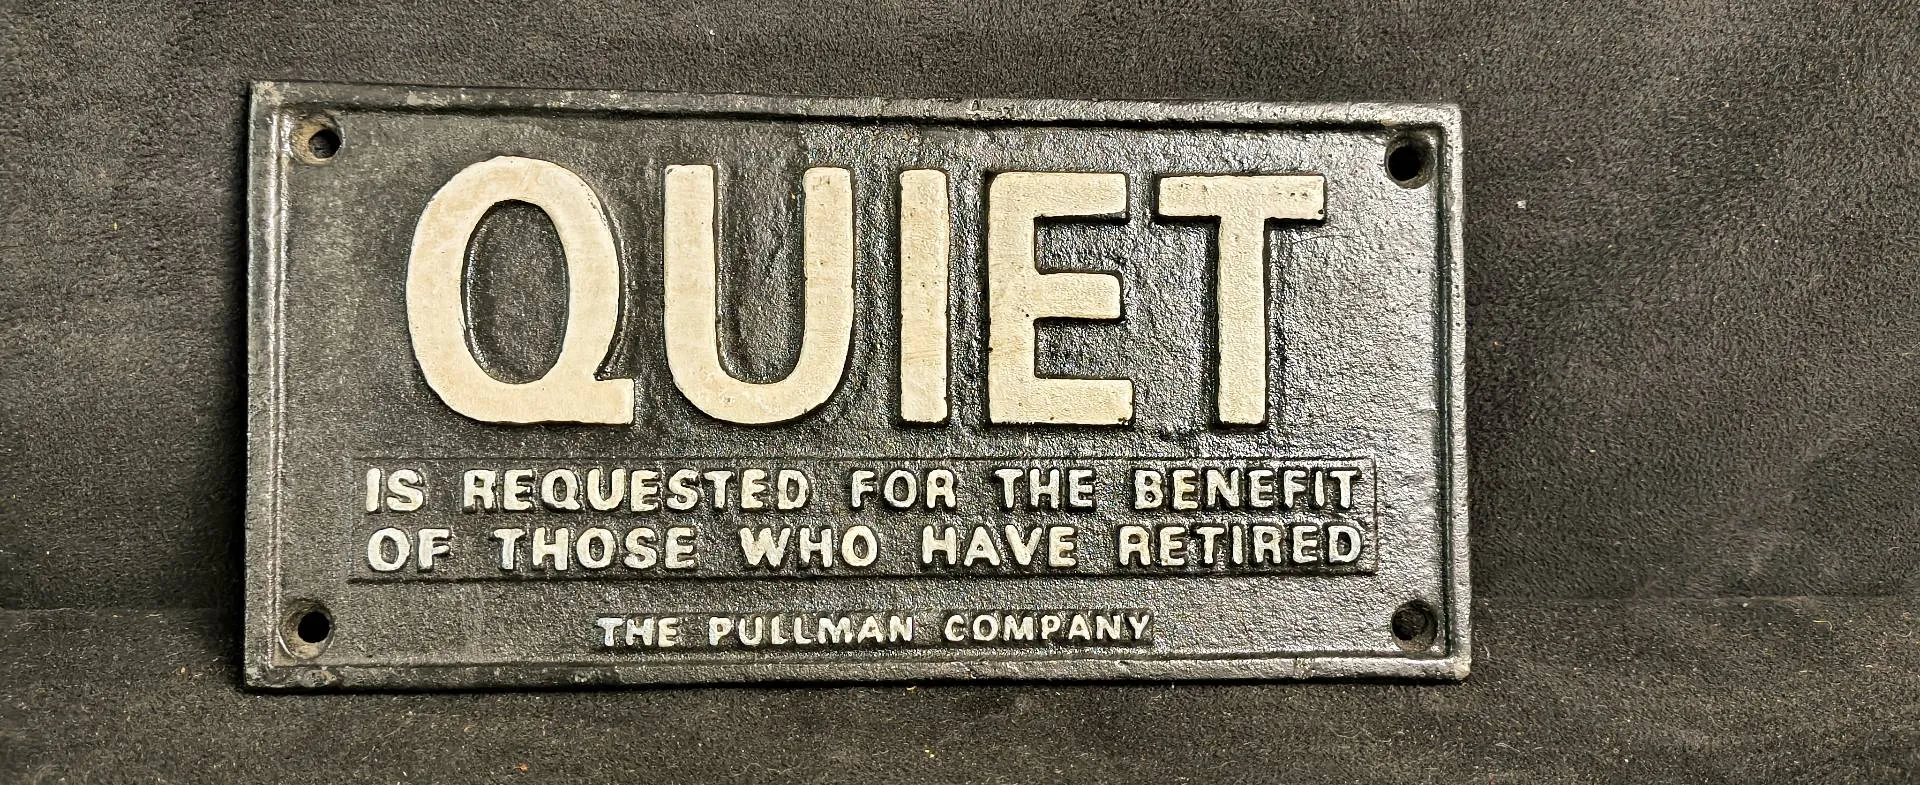 QUIET
IS REQUESTED FOR THE BENEFIT
OF THOSE WHO HAVE RETIRED
THE PULLMAN COMPANY